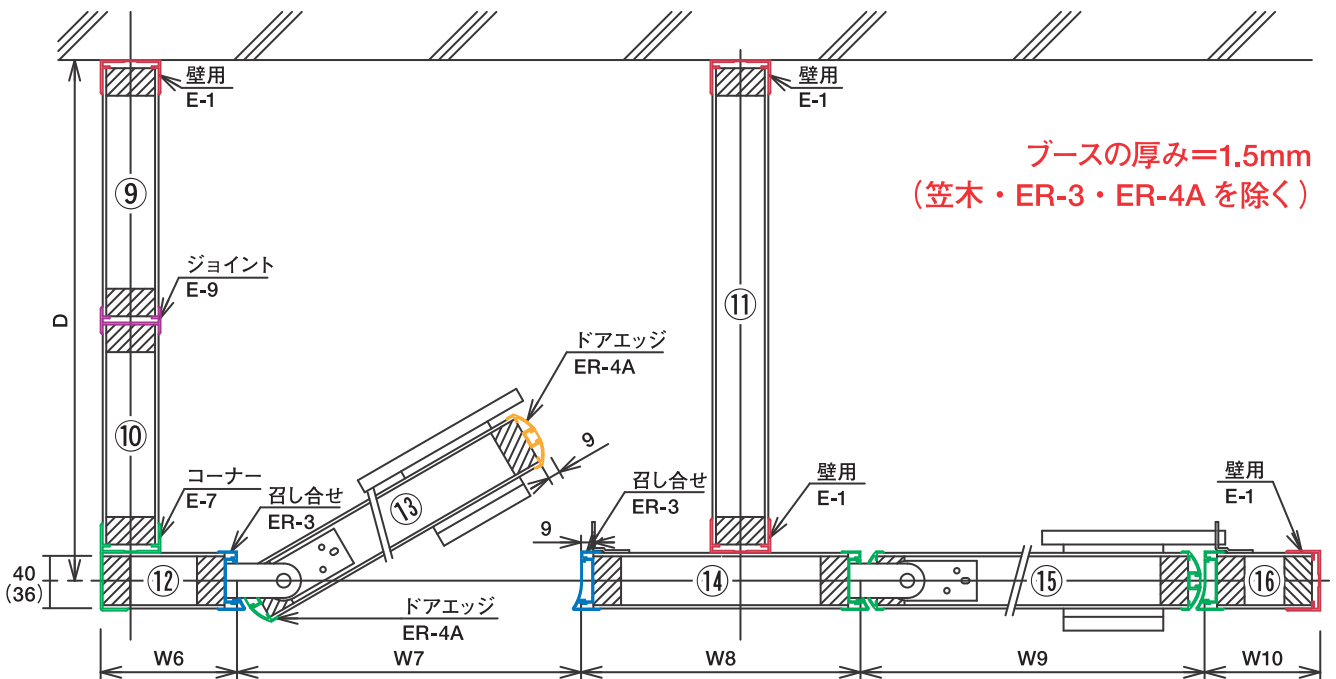 壁用
E-1
壁用
E-1
ブースの厚み＝1.5mm
（笠木・ER-3・ER-4A を除く）
⑨
ジョイント
E-9
⑪
D
ドアエッジ
ER-4A
9
⑩
コーナー
E-7
召し合せ
ER-3
⑬
召し合せ
ER-3
壁用
E-1
壁用
E-1
9
40
(36)
⑫
⑭
⑮
⑯
ドアエッジ
ER-4A
W6
W7
W8
W9
W10